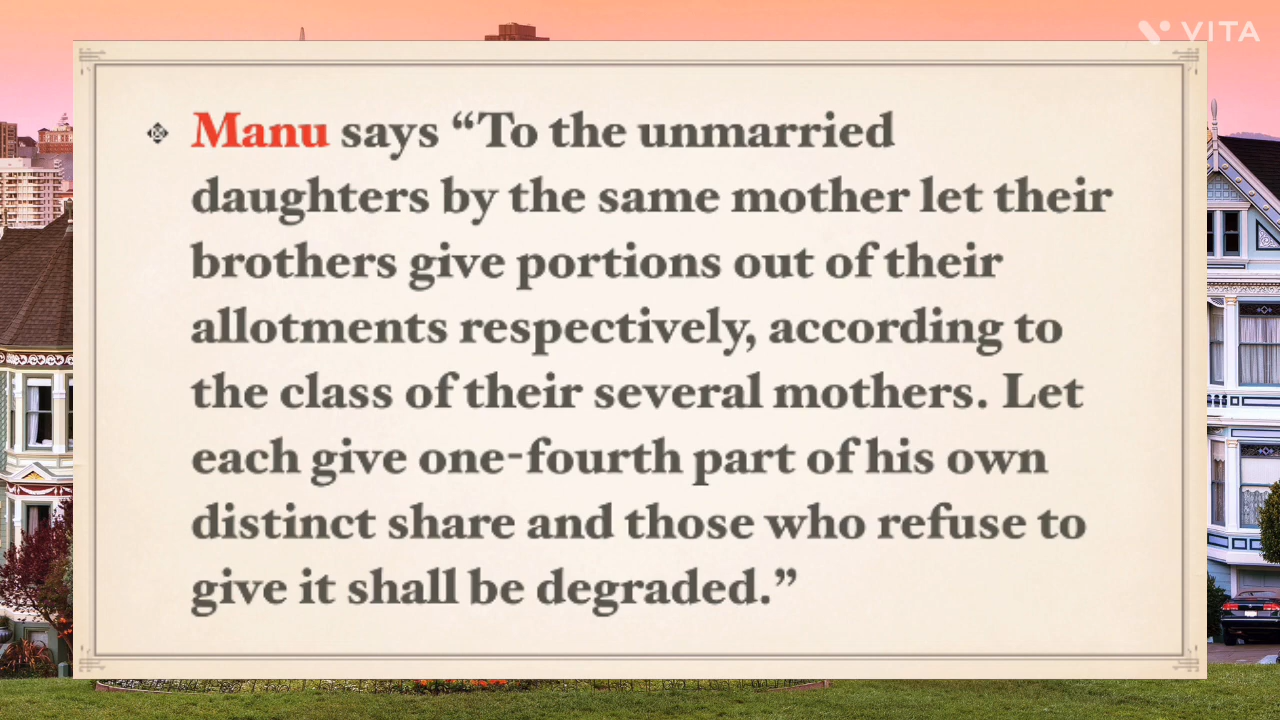 VITA
Manu says “To the unmarried
daughters by the same mother let their
brothers give portions out of their
allotments respectively, according to
the class of their several mothers. Let
each give one-fourth part of his own
distinct share and those who refuse to
give it shall be degraded.”